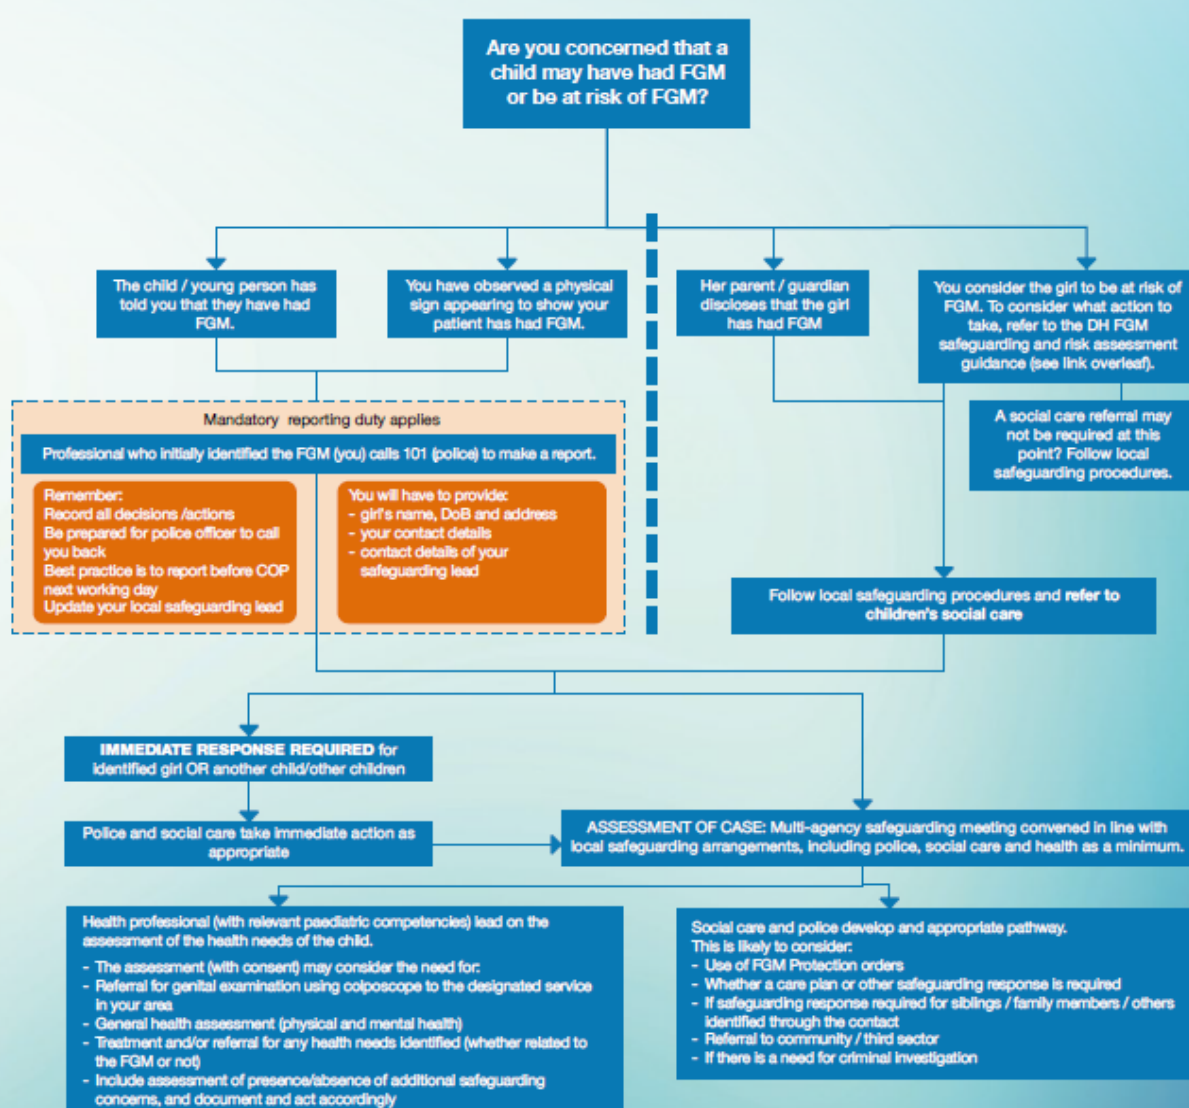 Are you concerned that a
child may have had FGM
or be at risk of FGM?
The child / young person has
told you that they have had
FGM.
You have observed a physical
sign appearing to show your
patient has had FGM.
Her parent / guardian
discloses that the girl
has had FGM
You consider the girl to be at risk of
FGM. To consider what action to
take, refer to the DH FGM
safeguarding and risk assessment
guidance (see link overleaf).
A social care referral may
not be required at this
point? Follow local
safeguarding procedures.
Mandatory reporting duty applies
Professional who initially identified the FGM (you) calls 101 (police) to make a report.
Remember:
Record all decisions /actions
Be prepared for police officer to call
you back
Best practice is to report before COP
next working day
Update your local safeguarding lead
You will have to provide:
- girl's name, DoB and address
- your contact details
- contact details of your
safeguarding lead
Follow local safeguarding procedures and refer to
children's social care
IMMEDIATE RESPONSE REQUIRED for
identified girl OR another child/other children
Police and social care take immediate action as
appropriate
ASSESSMENT OF CASE: Multi-agency safeguarding meeting convened in line with
local safeguarding arrangements, including police, social care and health as a minimum.
Health professional (with relevant paediatric competencies) lead on the
assessment of the health needs of the child.
- The assessment (with consent) may consider the need for:
- Referral for genital examination using colposcope to the designated service
in your area
- General health assessment (physical and mental health)
- Treatment and/or referral for any health needs identified (whether related to
the FGM or not)
- Include assessment of presence/absence of additional safeguarding
concerns, and document and act accordingly
Social care and police develop and appropriate pathway.
This is likely to consider:
- Use of FGM Protection orders
- Whether a care plan or other safeguarding response is required
- If safeguarding response required for siblings / family members / others
identified through the contact
- Referral to community / third sector
- If there is a need for criminal investigation